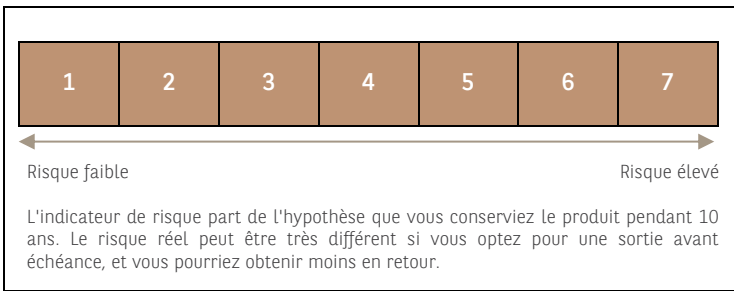 1 2 3 4 5 6 7
Risque faible Risque élevé
L'indicateur de risque part de l'hypothèse que vous conserviez le produit pendant 10
ans. Le risque réel peut être très différent si vous optez pour une sortie avant
échéance, et vous pourriez obtenir moins en retour.